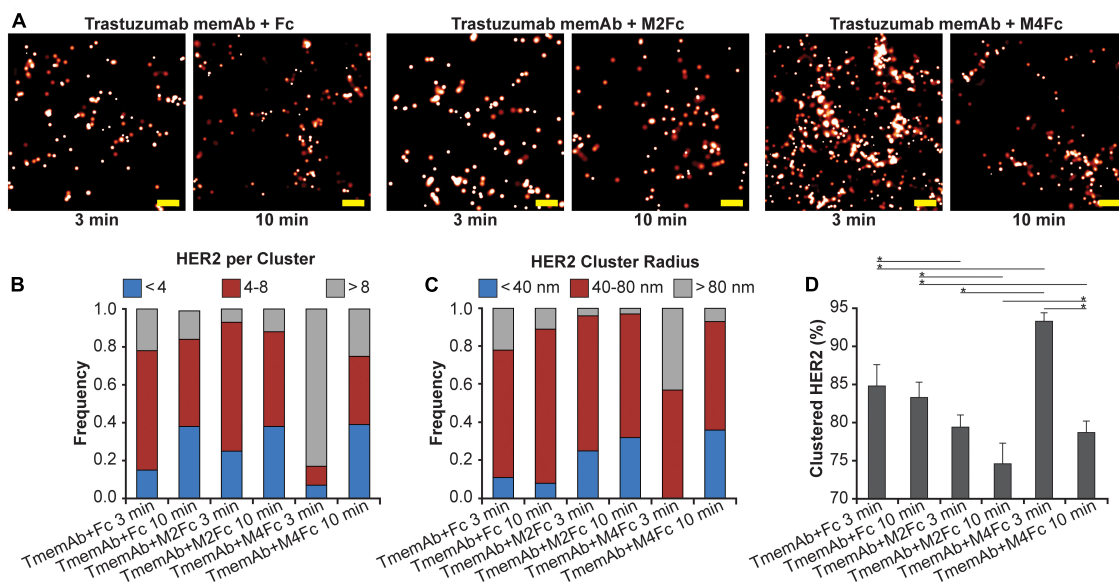 A
Trastuzumab memAb + Fc
Trastuzumab memAb + M2Fc
Trastuzumab memAb + M4Fc
3 min
10 min
3 min
10 min
3 min
10 min
B
HER2 per Cluster
<4
4-8
>8
Frequency
1.0
0.8
0.6
0.4
0.2
0.0
TmemAb+Fc 3 min
TmemAb+Fc 10 min
TmemAb+M2Fc 3 min
TmemAb+M2Fc 10 min
TmemAb+M4Fc 3 min
TmemAb+M4Fc 10 min
C
HER2 Cluster Radius
<40 nm
40-80 nm
>80 nm
Frequency
1.0
0.8
0.6
0.4
0.2
0.0
TmemAb+Fc 3 min
TmemAb+Fc 10 min
TmemAb+M2Fc 3 min
TmemAb+M2Fc 10 min
TmemAb+M4Fc 3 min
TmemAb+M4Fc 10 min
D
*
*
*
*
*
*
*
Clustered HER2 (%)
95
90
85
80
75
70
TmemAb+Fc 3 min
TmemAb+Fc 10 min
TmemAb+M2Fc 3 min
TmemAb+M2Fc 10 min
TmemAb+M4Fc 3 min
TmemAb+M4Fc 10 min